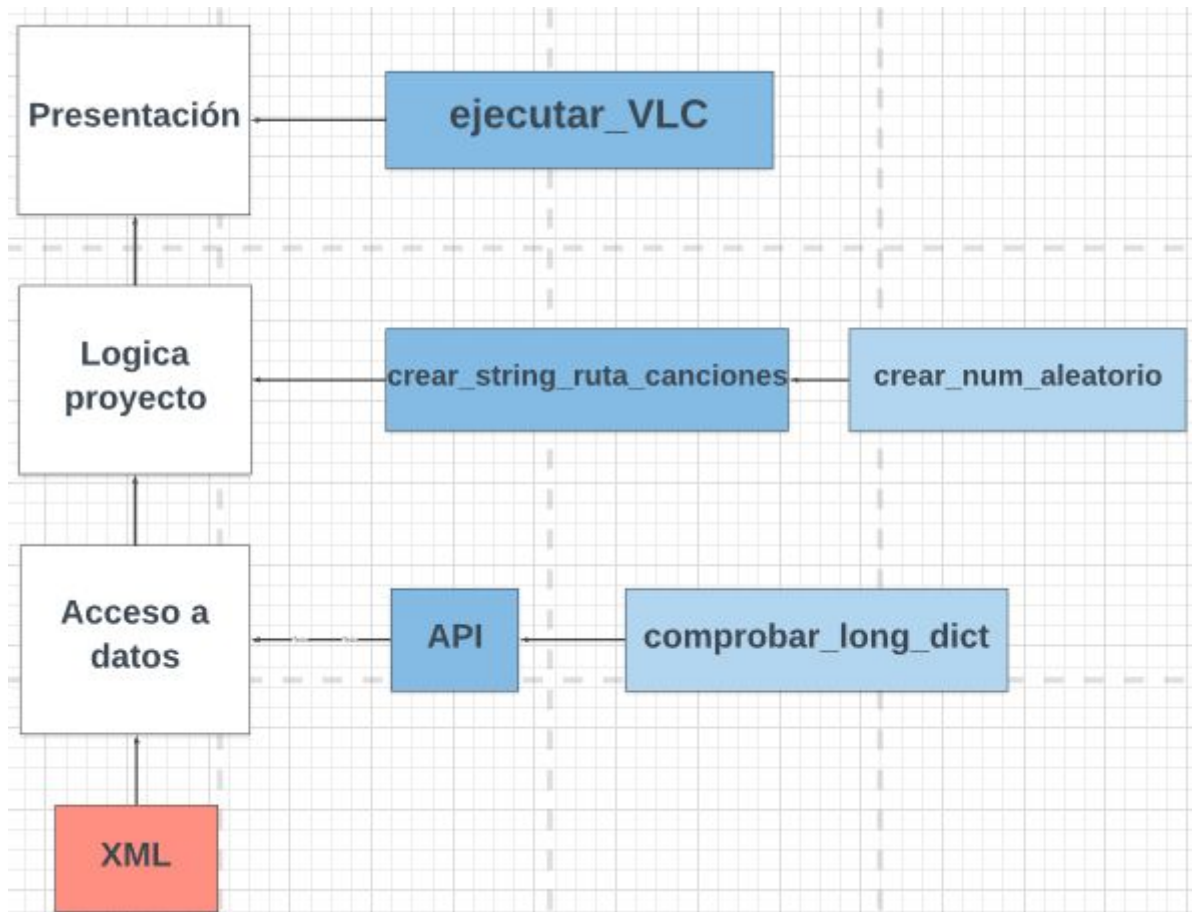 Presentación
ejecutar_VLC
Logica
proyecto
crear_string_ruta_canciones
crear_num_aleatorio
Acceso a
datos
API
comprobar_long_dict
XML